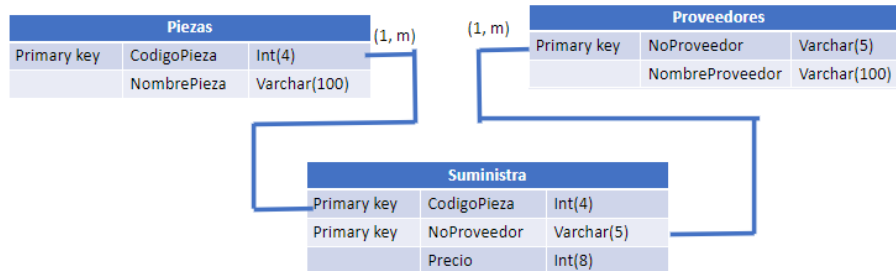 Piezas
Primary key CodigoPieza Int(4)
NombrePieza Varchar(100)
(1, m)
(1, m)
Proveedores
Primary key NoProveedor Varchar(5)
NombreProveedor Varchar(100)
Suministra
Primary key CodigoPieza Int(4)
Primary key NoProveedor Varchar(5)
Precio Int(8)